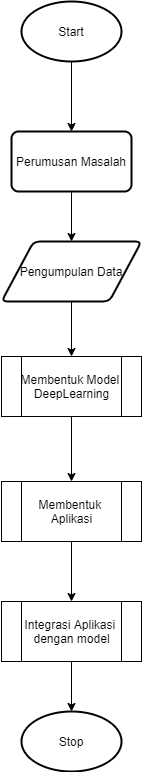 Start
Perumusan Masalah
Pengumpulan Data
Membentuk Model
DeepLearning
Membentuk
Aplikasi
Integrasi Aplikasi
dengan model
Stop